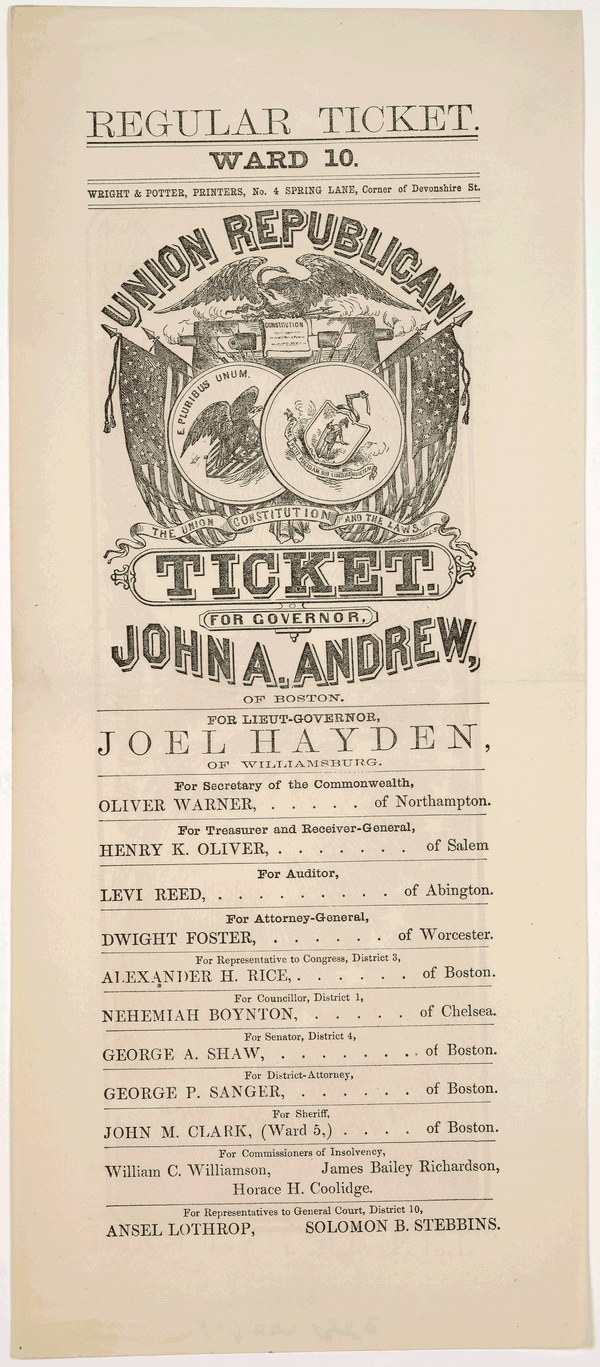 REGULAR TICKET.
WARD 10.
WRIGHT & POTTER, PRINTERS, No. 4 SPRING LANE, Corner of Devonshire St.
UNION REPUBLICAN
CONSTITUTION
E PLURIBUS UNUM.
THE UNION CONSTITUTION AND THE LAWS
TICKET.
FOR GOVERNOR,
JOHN A. ANDREW,
OF BOSTON.
FOR LIEUT-GOVERNOR,
JOEL HAYDEN,
OF WILLIAMSBURG.
For Secretary of the Commonwealth,
OLIVER WARNER, . . . . . of Northampton.
For Treasurer and Receiver-General,
HENRY K. OLIVER, . . . . . . . of Salem
For Auditor,
LEVI REED, . . . . . . . . . of Abington.
For Attorney-General,
DWIGHT FOSTER, . . . . . . of Worcester.
For Representative to Congress, District 3,
ALEXANDER H. RICE, . . . . . . of Boston.
For Councillor, District 1,
NEHEMIAH BOYNTON, . . . . . of Chelsea.
For Senator, District 4,
GEORGE A. SHAW, . . . . . . . of Boston.
For District-Attorney,
GEORGE P. SANGER, . . . . . . of Boston.
For Sheriff,
JOHN M. CLARK, (Ward 5,) . . . . of Boston.
For Commissioners of Insolvency,
William C. Williamson, James Bailey Richardson,
Horace H. Coolidge.
For Representatives to General Court, District 10,
ANSEL LOTHROP, SOLOMON B. STEBBINS.